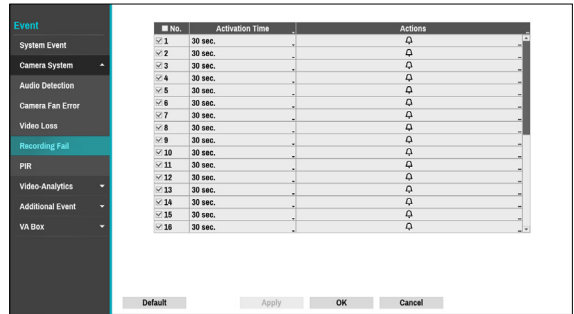 Event
System Event
Camera System
Audio Detection
Camera Fan Error
Video Loss
Recording Fail
PIR
Video-Analytics
Additional Event
VA Box
No. Activation Time Actions
1 30 sec.
2 30 sec.
3 30 sec.
4 30 sec.
5 30 sec.
6 30 sec.
7 30 sec.
8 30 sec.
9 30 sec.
10 30 sec.
11 30 sec.
12 30 sec.
13 30 sec.
14 30 sec.
15 30 sec.
16 30 sec.
Default Apply OK Cancel